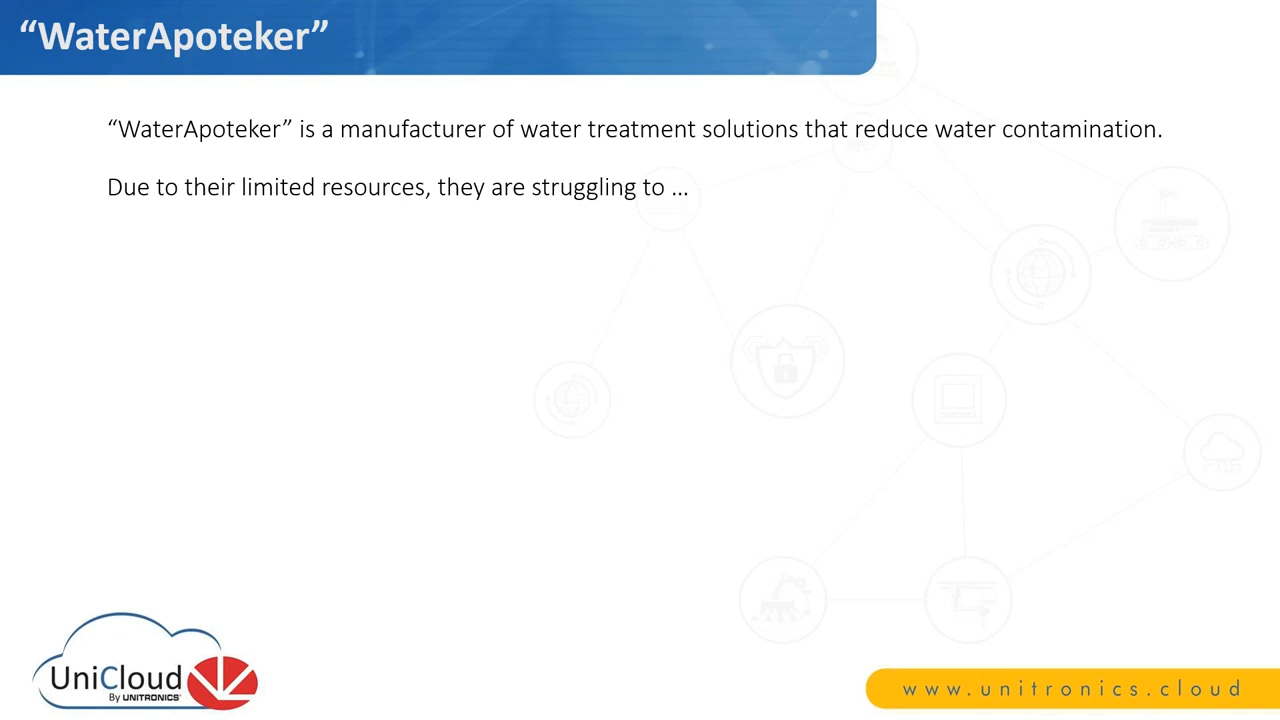 “WaterApoteker”
“WaterApoteker” is a manufacturer of water treatment solutions that reduce water contamination.
Due to their limited resources, they are struggling to ...
UniCloud
By UNITRONICS
www.unitronics.cloud